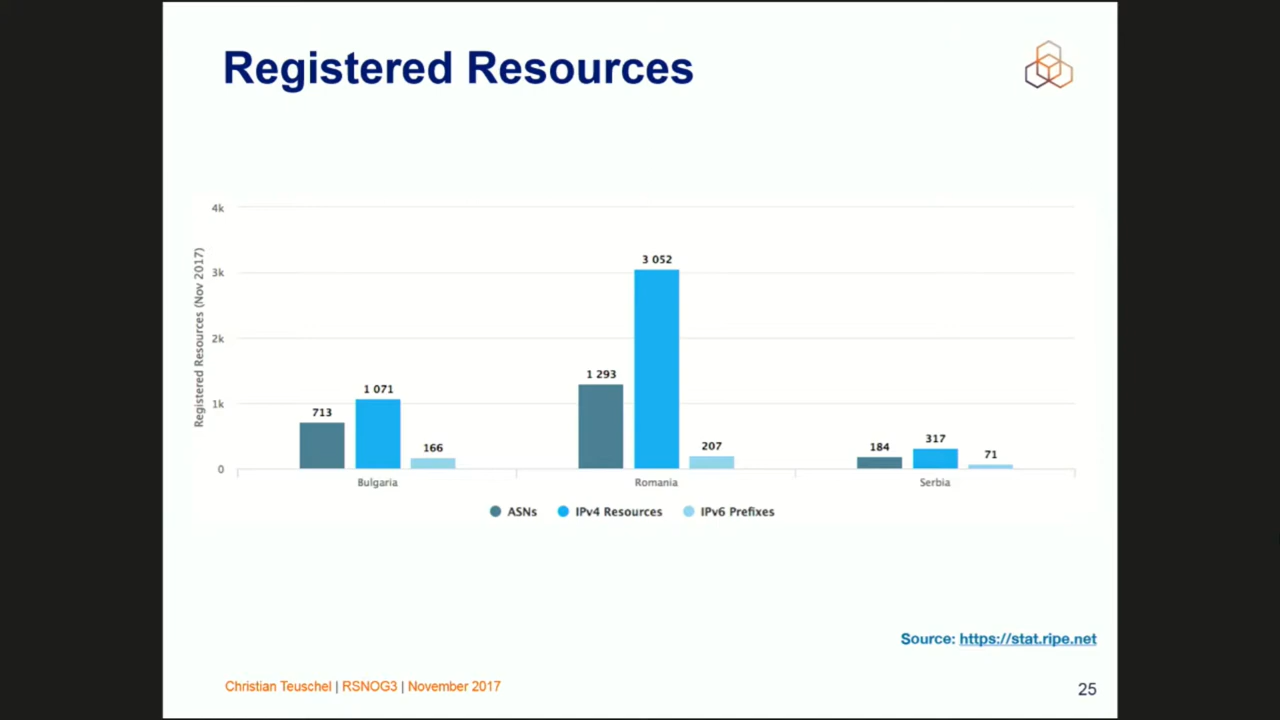 Registered Resources
Registered Resources (Nov 2017)
4k
3k
2k
1k
0
713
1 071
166
1 293
3 052
207
184
317
71
Bulgaria
Romania
Serbia
ASNs
IPv4 Resources
IPv6 Prefixes
Source: https://stat.ripe.net
Christian Teuschel | RSNOG3 | November 2017
25